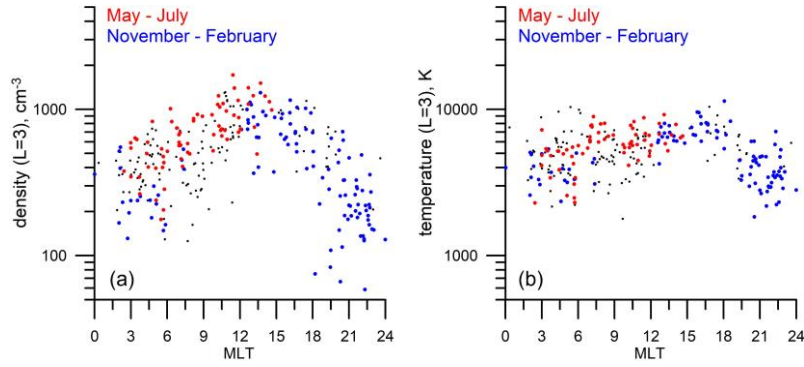 May - July
November - February
density (L=3), cm-3
1000
100
(a)
0 3 6 9 12 15 18 21 24
MLT
May - July
November - February
temperature (L=3), K
10000
1000
(b)
0 3 6 9 12 15 18 21 24
MLT